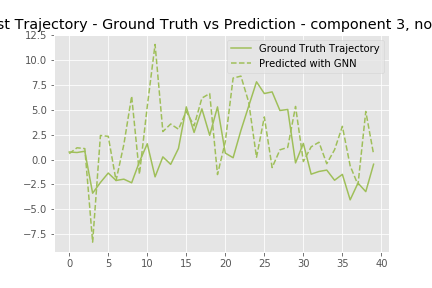 st Trajectory - Ground Truth vs Prediction - component 3, no
Ground Truth Trajectory
Predicted with GNN
12.5
10.0
7.5
5.0
2.5
0.0
−2.5
−5.0
−7.5
0 5 10 15 20 25 30 35 40